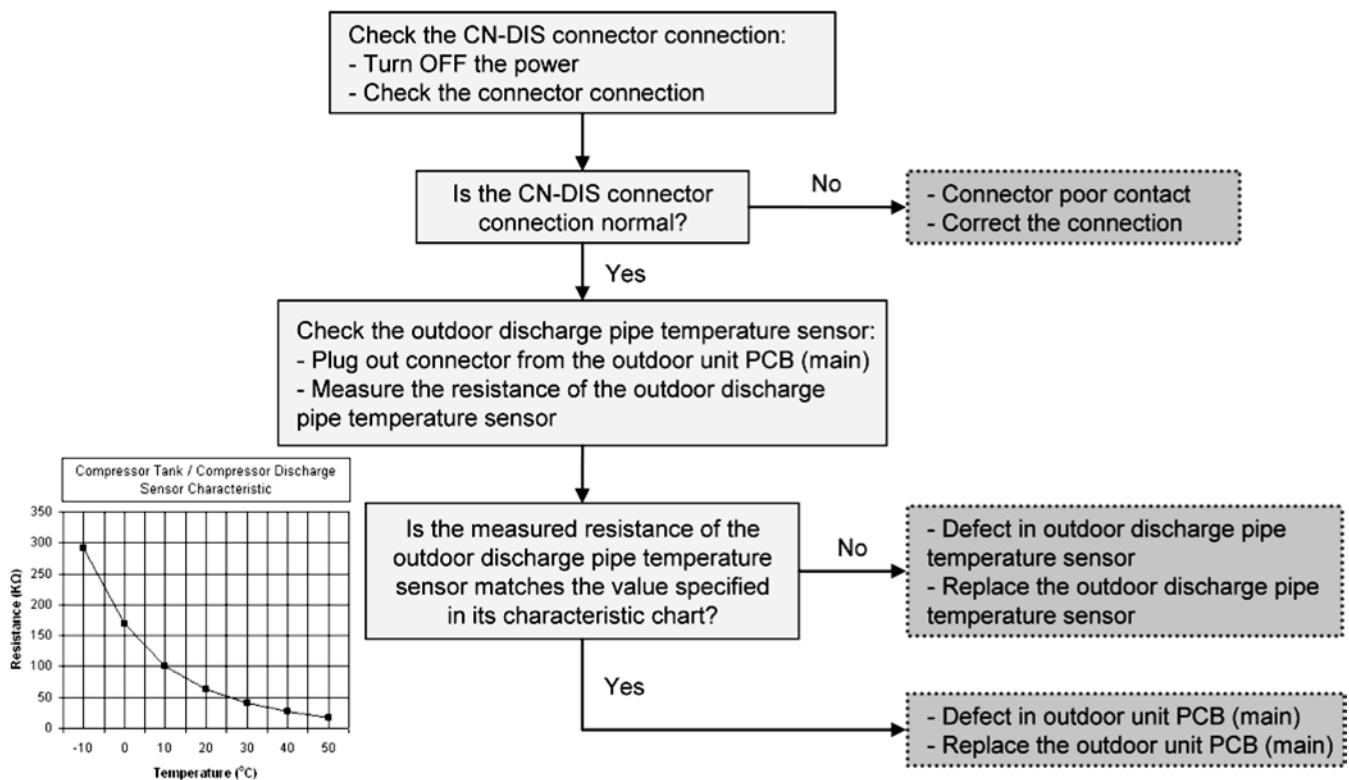 Check the CN-DIS connector connection:
- Turn OFF the power
- Check the connector connection
Is the CN-DIS connector
connection normal?
No
- Connector poor contact
- Correct the connection
Yes
Check the outdoor discharge pipe temperature sensor:
- Plug out connector from the outdoor unit PCB (main)
- Measure the resistance of the outdoor discharge
pipe temperature sensor
Compressor Tank / Compressor Discharge
Sensor Characteristic
Resistance (KΩ)
350
300
250
200
150
100
50
0
-10 0 10 20 30 40 50
Temperature (°C)
Is the measured resistance of the
outdoor discharge pipe temperature
sensor matches the value specified
in its characteristic chart?
No
- Defect in outdoor discharge pipe
temperature sensor
- Replace the outdoor discharge pipe
temperature sensor
Yes
- Defect in outdoor unit PCB (main)
- Replace the outdoor unit PCB (main)